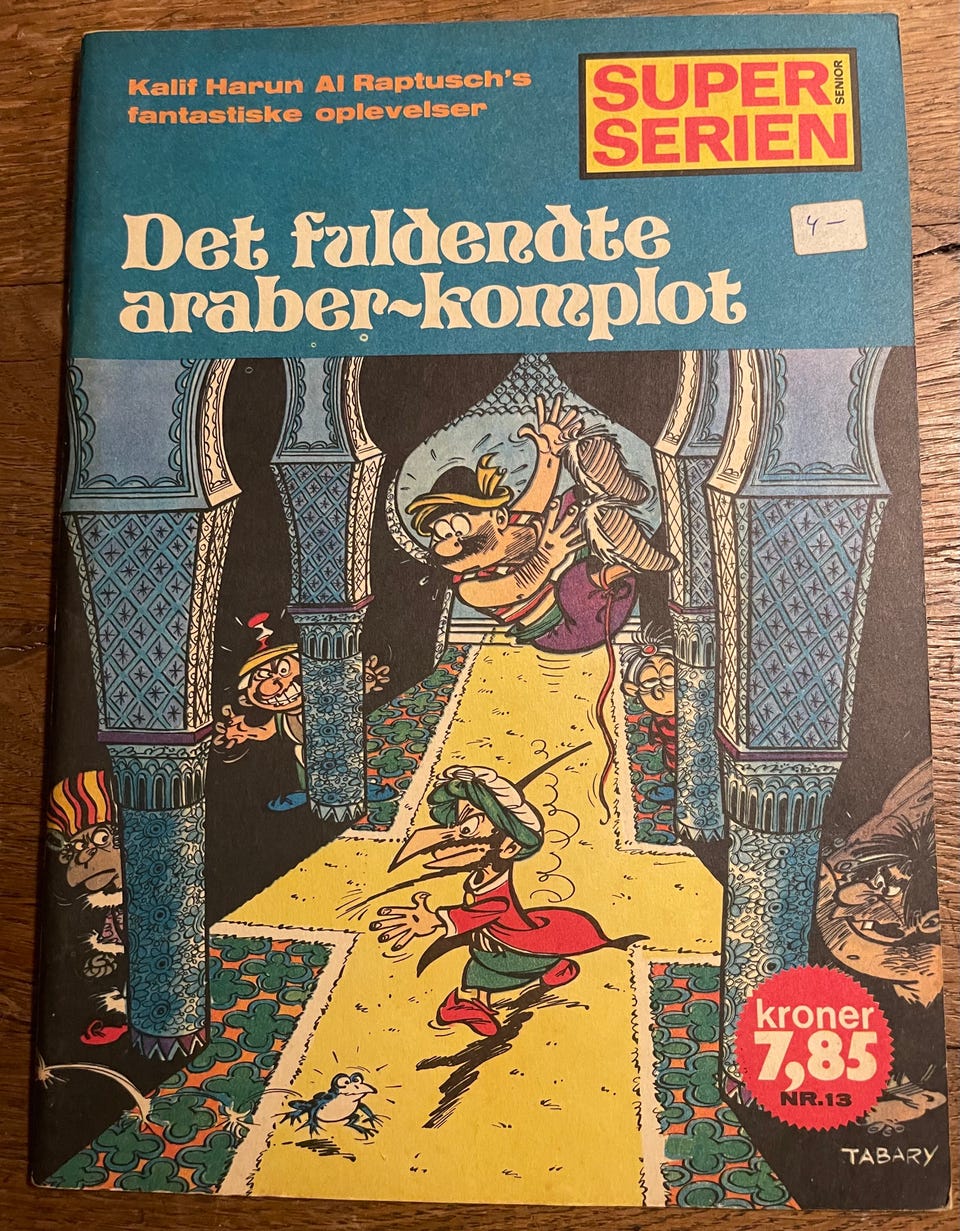 Kalif Harun Al Raptusch's
fantastiske oplevelser
SUPER
SENIOR
SERIEN
4-
Det fuldendte
araber-komplot
kroner
7,85
NR.13
TABARY